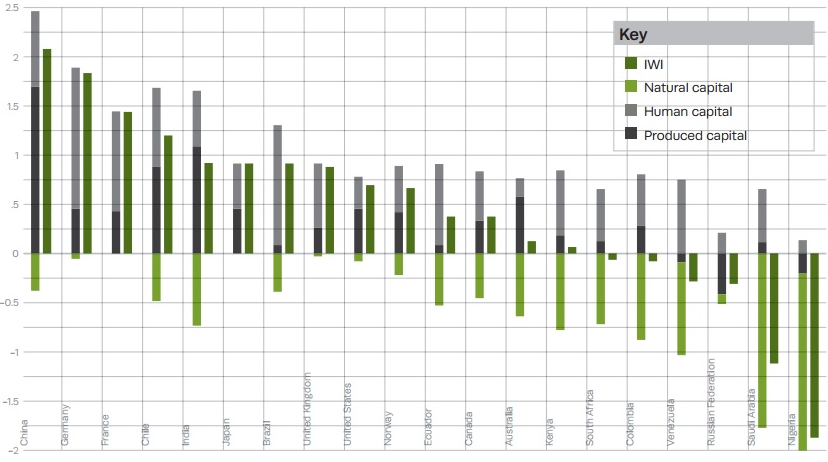 2.5
2
1.5
1
.5
0
–0.5
–1
–1.5
–2
Key
IWI
Natural capital
Human capital
Produced capital
China
Germany
France
Chile
India
Japan
Brazil
United Kingdom
United States
Norway
Ecuador
Canada
Australia
Kenya
South Africa
Colombia
Venezuela
Russian Federation
Saudi Arabia
Nigeria